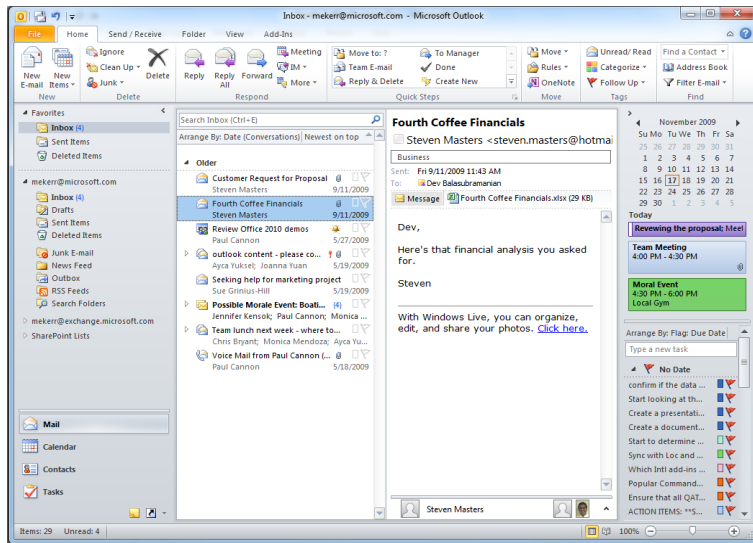 Inbox - mekerr@microsoft.com - Microsoft Outlook
File Home Send / Receive Folder View Add-Ins
New E-mail
New Items
New
Ignore
Clean Up
Junk
Delete
Delete
Reply
Reply All
Forward
Meeting
IM
More
Respond
Move to: ?
Team E-mail
Reply & Delete
To Manager
Done
Create New
Quick Steps
Move
Rules
OneNote
Move
Unread/ Read
Categorize
Follow Up
Tags
Find a Contact
Address Book
Filter E-mail
Find
Favorites
Inbox (4)
Sent Items
Deleted Items
mekerr@microsoft.com
Inbox (4)
Drafts
Sent Items
Deleted Items
Junk E-mail
News Feed
Outbox
RSS Feeds
Search Folders
mekerr@exchange.microsoft.com
SharePoint Lists
Mail
Calendar
Contacts
Tasks
Search Inbox (Ctrl+E)
Arrange By: Date (Conversations) Newest on top
Older
Customer Request for Proposal
Steven Masters 9/11/2009
Fourth Coffee Financials
Steven Masters 9/11/2009
Review Office 2010 demos
Paul Cannon 5/27/2009
outlook content - please co...
Ayca Yuksel; Joanna Yuan 5/19/2009
Seeking help for marketing project
Sue Grinius-Hill 5/19/2009
Possible Morale Event: Boati... (4)
Jennifer Kensok; Paul Cannon; Monica ...
Team lunch next week - where to...
Chris Bryant; Monica Mendoza; Ayca Yu...
Voice Mail from Paul Cannon (...
Paul Cannon 5/18/2009
Fourth Coffee Financials
Steven Masters <steven.masters@hotmai
Business
Sent: Fri 9/11/2009 11:43 AM
To: Dev Balasubramanian
Message Fourth Coffee Financials.xlsx (29 KB)
Dev,
Here's that financial analysis you asked
for.
Steven
With Windows Live, you can organize,
edit, and share your photos. Click here.
Steven Masters
November 2009
Su Mo Tu We Th Fr Sa
25 26 27 28 29 30 31
1 2 3 4 5 6 7
8 9 10 11 12 13 14
15 16 17 18 19 20 21
22 23 24 25 26 27 28
29 30 1 2 3 4 5
Today
Revewing the proposal; Meel
Team Meeting
4:00 PM - 4:30 PM
Moral Event
4:30 PM - 6:00 PM
Local Gym
Arrange By: Flag: Due Date
Type a new task
No Date
confirm if the data ...
Start looking at th...
Create a presentati...
Create a document...
Start to determine ...
Sync with Loc and ...
Which Intl add-ins ...
Popular Command...
Ensure that all QAT...
ACTION ITEMS: **S...
Items: 29 Unread: 4
100%